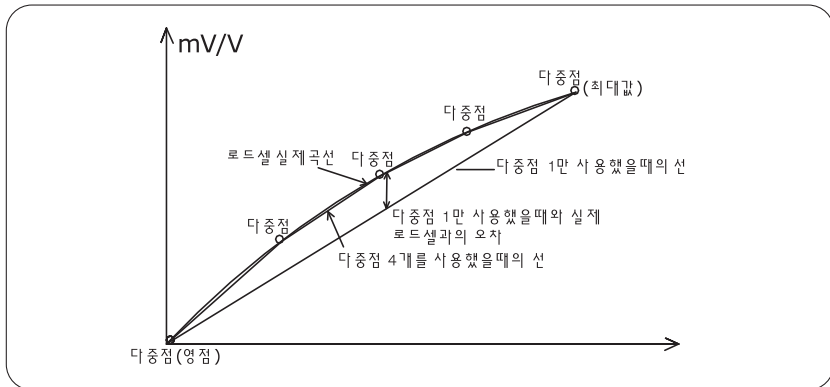 mV/V
다중점
(최대값)
다중점
로드셀 실제곡선
다중점
다중점 1만 사용했을때의 선
다중점 1만 사용했을때와 실제
로드셀과의 오차
다중점
다중점 4개를 사용했을때의 선
다중점(영점)